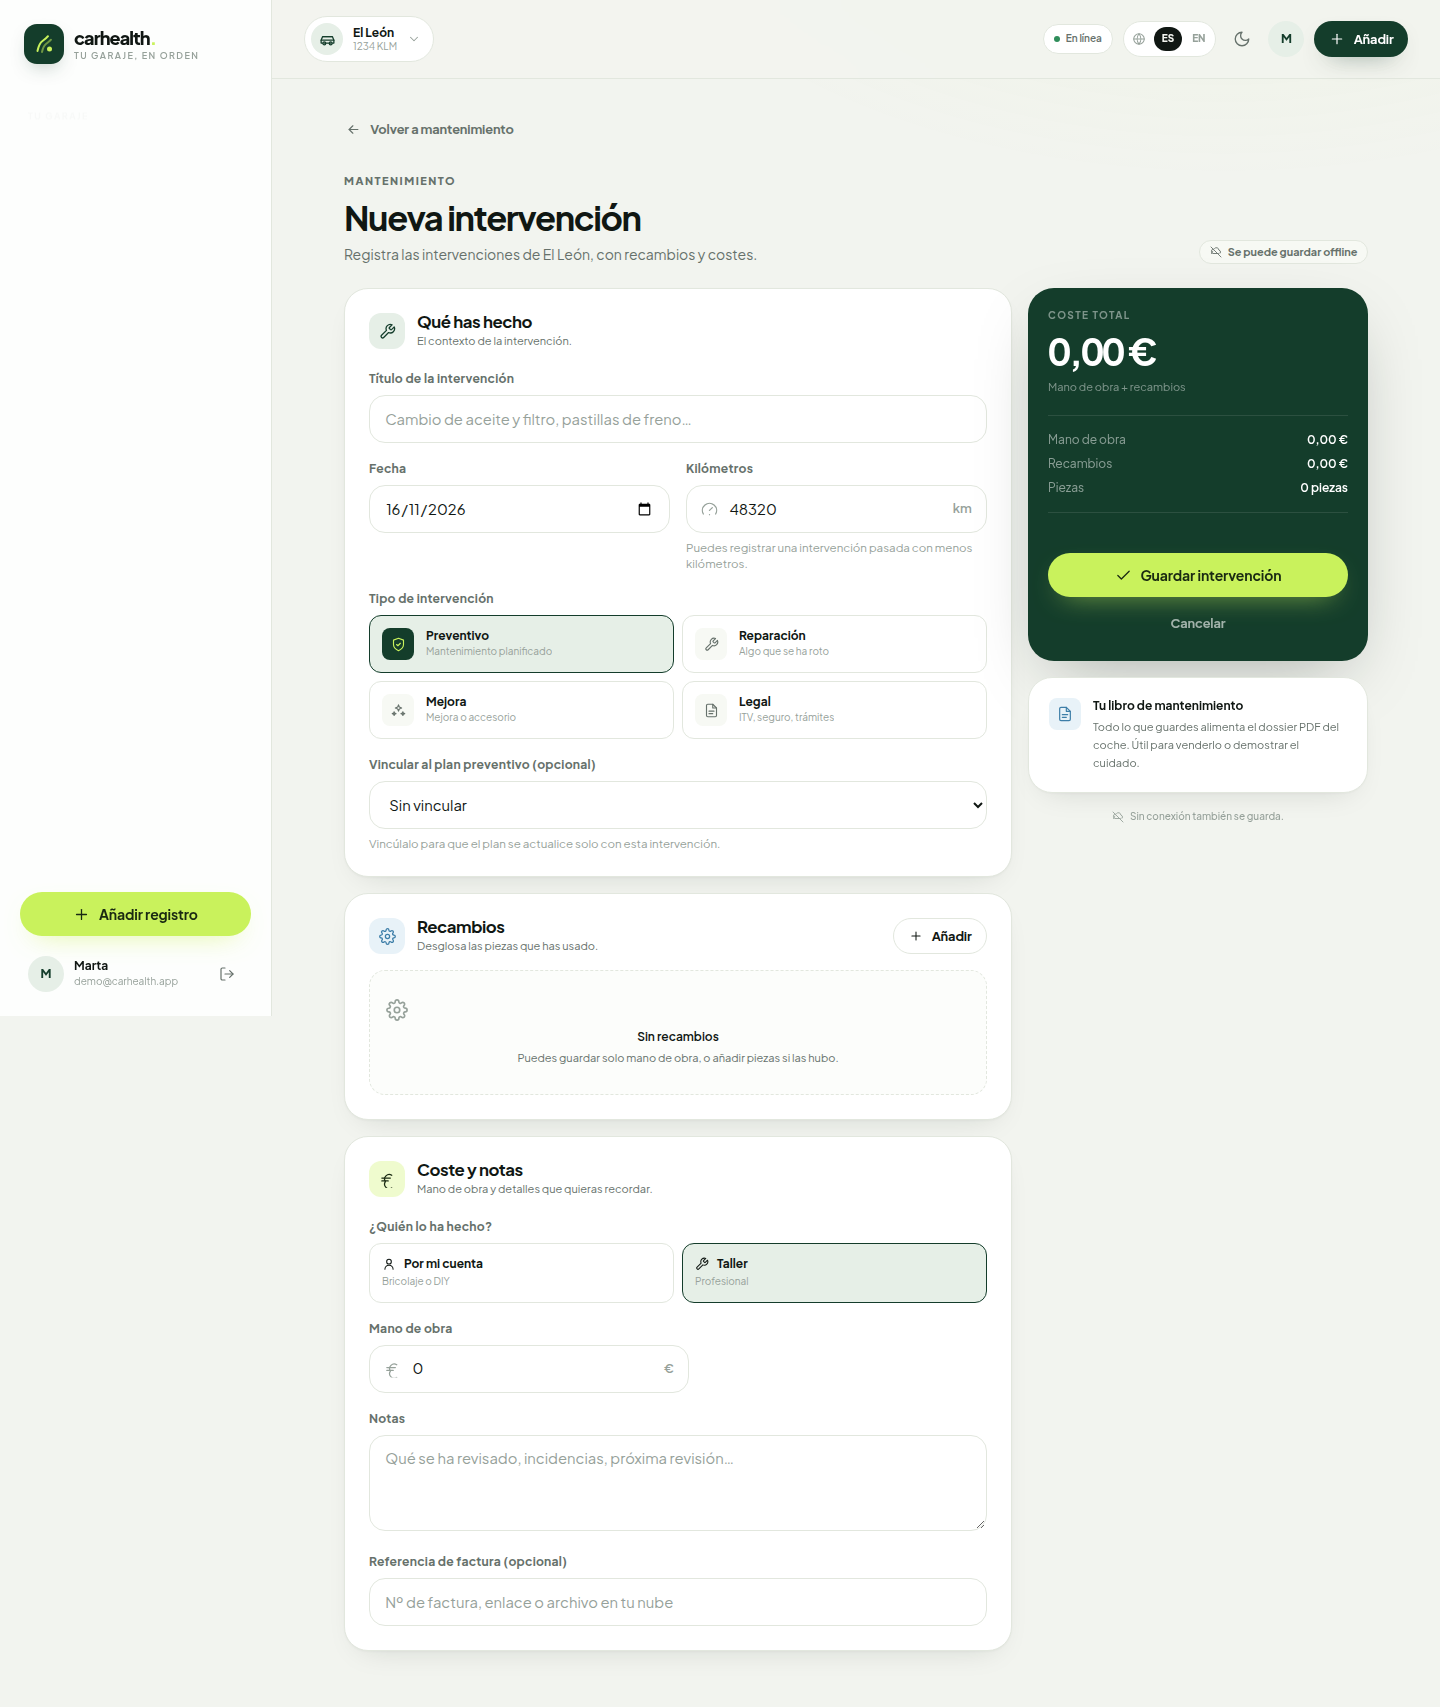 carhealth.
TU GARAJE, EN ORDEN
TU GARAJE
Añadir registro
M
Marta
demo@carhealth.app
El León
1234 KLM
En línea
ES
EN
M
Añadir
Volver a mantenimiento
MANTENIMIENTO
Nueva intervención
Registra las intervenciones de El León, con recambios y costes.
Se puede guardar offline
Qué has hecho
El contexto de la intervención.
Título de la intervención
Cambio de aceite y filtro, pastillas de freno…
Fecha
Kilómetros
16/11/2026
48320
km
Puedes registrar una intervención pasada con menos
kilómetros.
Tipo de intervención
Preventivo
Mantenimiento planificado
Reparación
Algo que se ha roto
Mejora
Mejora o accesorio
Legal
ITV, seguro, trámites
Vincular al plan preventivo (opcional)
Sin vincular
Vincúlalo para que el plan se actualice solo con esta intervención.
Recambios
Desglosa las piezas que has usado.
Añadir
Sin recambios
Puedes guardar solo mano de obra, o añadir piezas si las hubo.
Coste y notas
Mano de obra y detalles que quieras recordar.
¿Quién lo ha hecho?
Por mi cuenta
Bricolaje o DIY
Taller
Profesional
Mano de obra
0
€
Notas
Qué se ha revisado, incidencias, próxima revisión…
Referencia de factura (opcional)
Nº de factura, enlace o archivo en tu nube
COSTE TOTAL
0,00 €
Mano de obra + recambios
Mano de obra
0,00 €
Recambios
0,00 €
Piezas
0 piezas
Guardar intervención
Cancelar
Tu libro de mantenimiento
Todo lo que guardes alimenta el dossier PDF del
coche. Útil para venderlo o demostrar el
cuidado.
Sin conexión también se guarda.